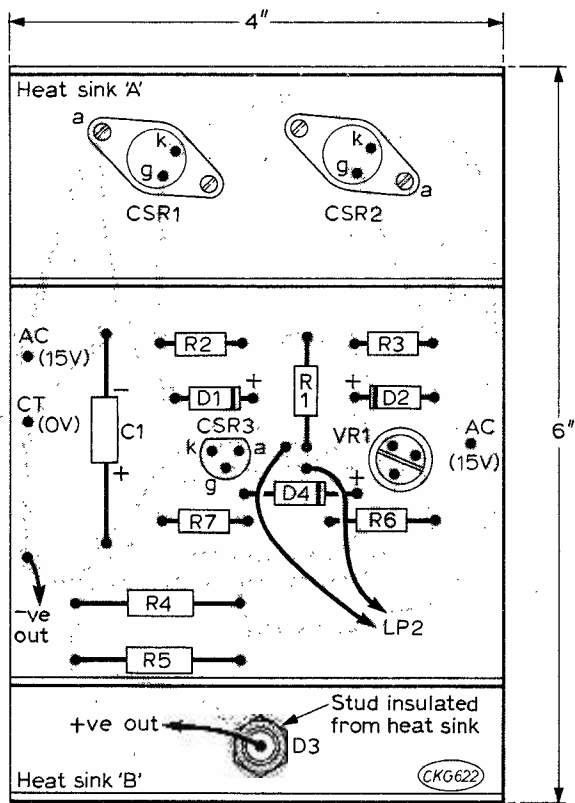 4"
Heat sink 'A'
a
k
g
k
g
a
CSR1
CSR2
6"
AC
(15V)
CT
(0V)
-
C1
+
R2
D1
+
CSR3
k
a
g
R
1
R3
+
D2
VR1
AC
(15V)
D4
+
R7
R6
-ve
out
R4
LP2
R5
+ve out
Stud insulated
from heat sink
D3
Heat sink 'B'
CKG622